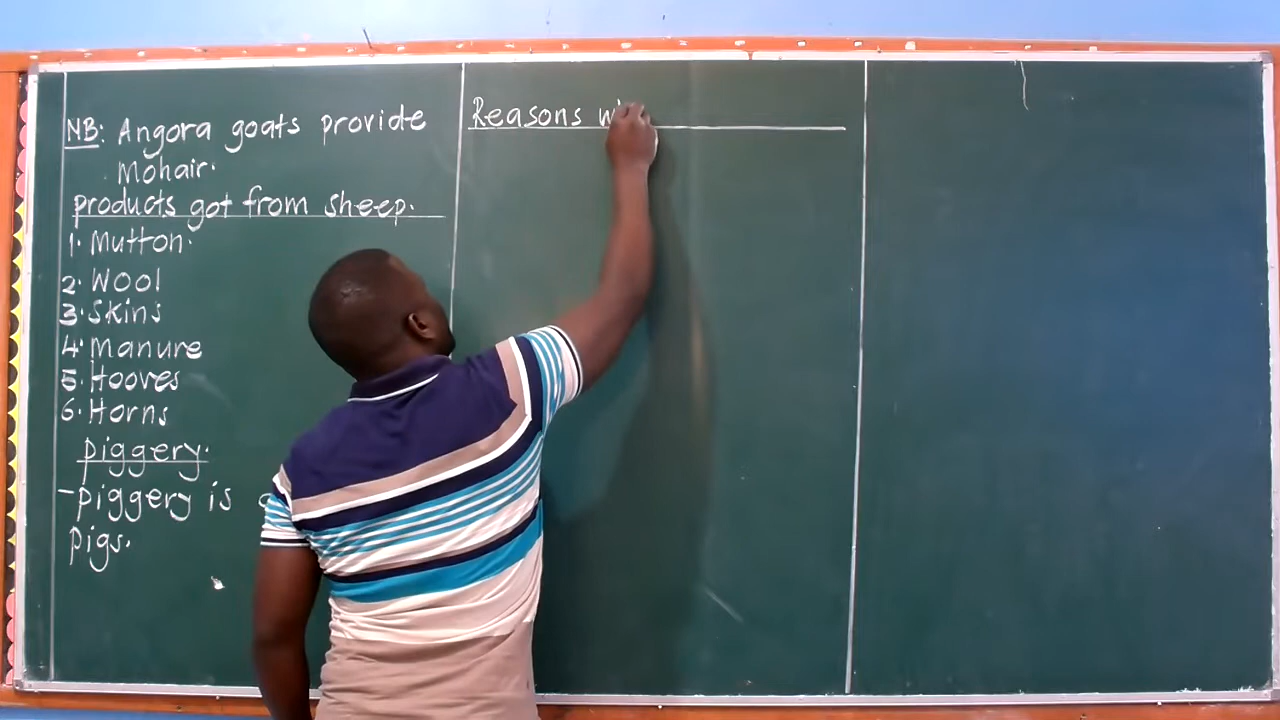 NB: Angora goats provide
Mohair.
products got from sheep.
1. Mutton.
2. Wool
3. Skins
4. Manure
5. Hooves
6. Horns
piggery.
- piggery is
pigs.
Reasons